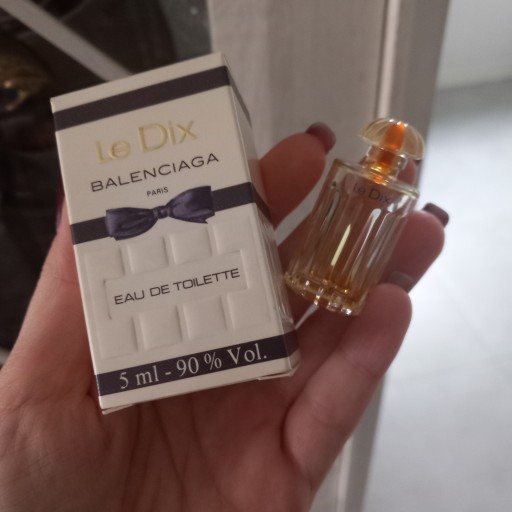 Le Dix
BALENCIAGA
PARIS
EAU DE TOILETTE
5 ml - 90 % Vol.
Le Dix